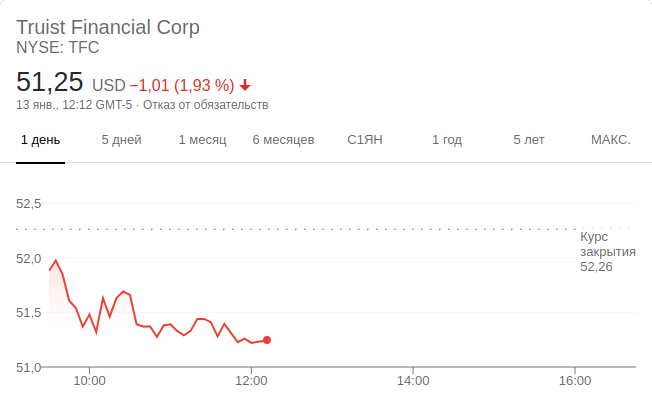 Truist Financial Corp
NYSE: TFC
51,25 USD −1,01 (1,93 %)
13 янв., 12:12 GMT-5 · Отказ от обязательств
1 день 5 дней 1 месяц 6 месяцев С1ЯН 1 год 5 лет МАКС.
52,5
Курс
закрытия
52,26
52,0
51,5
51,0
10:00 12:00 14:00 16:00